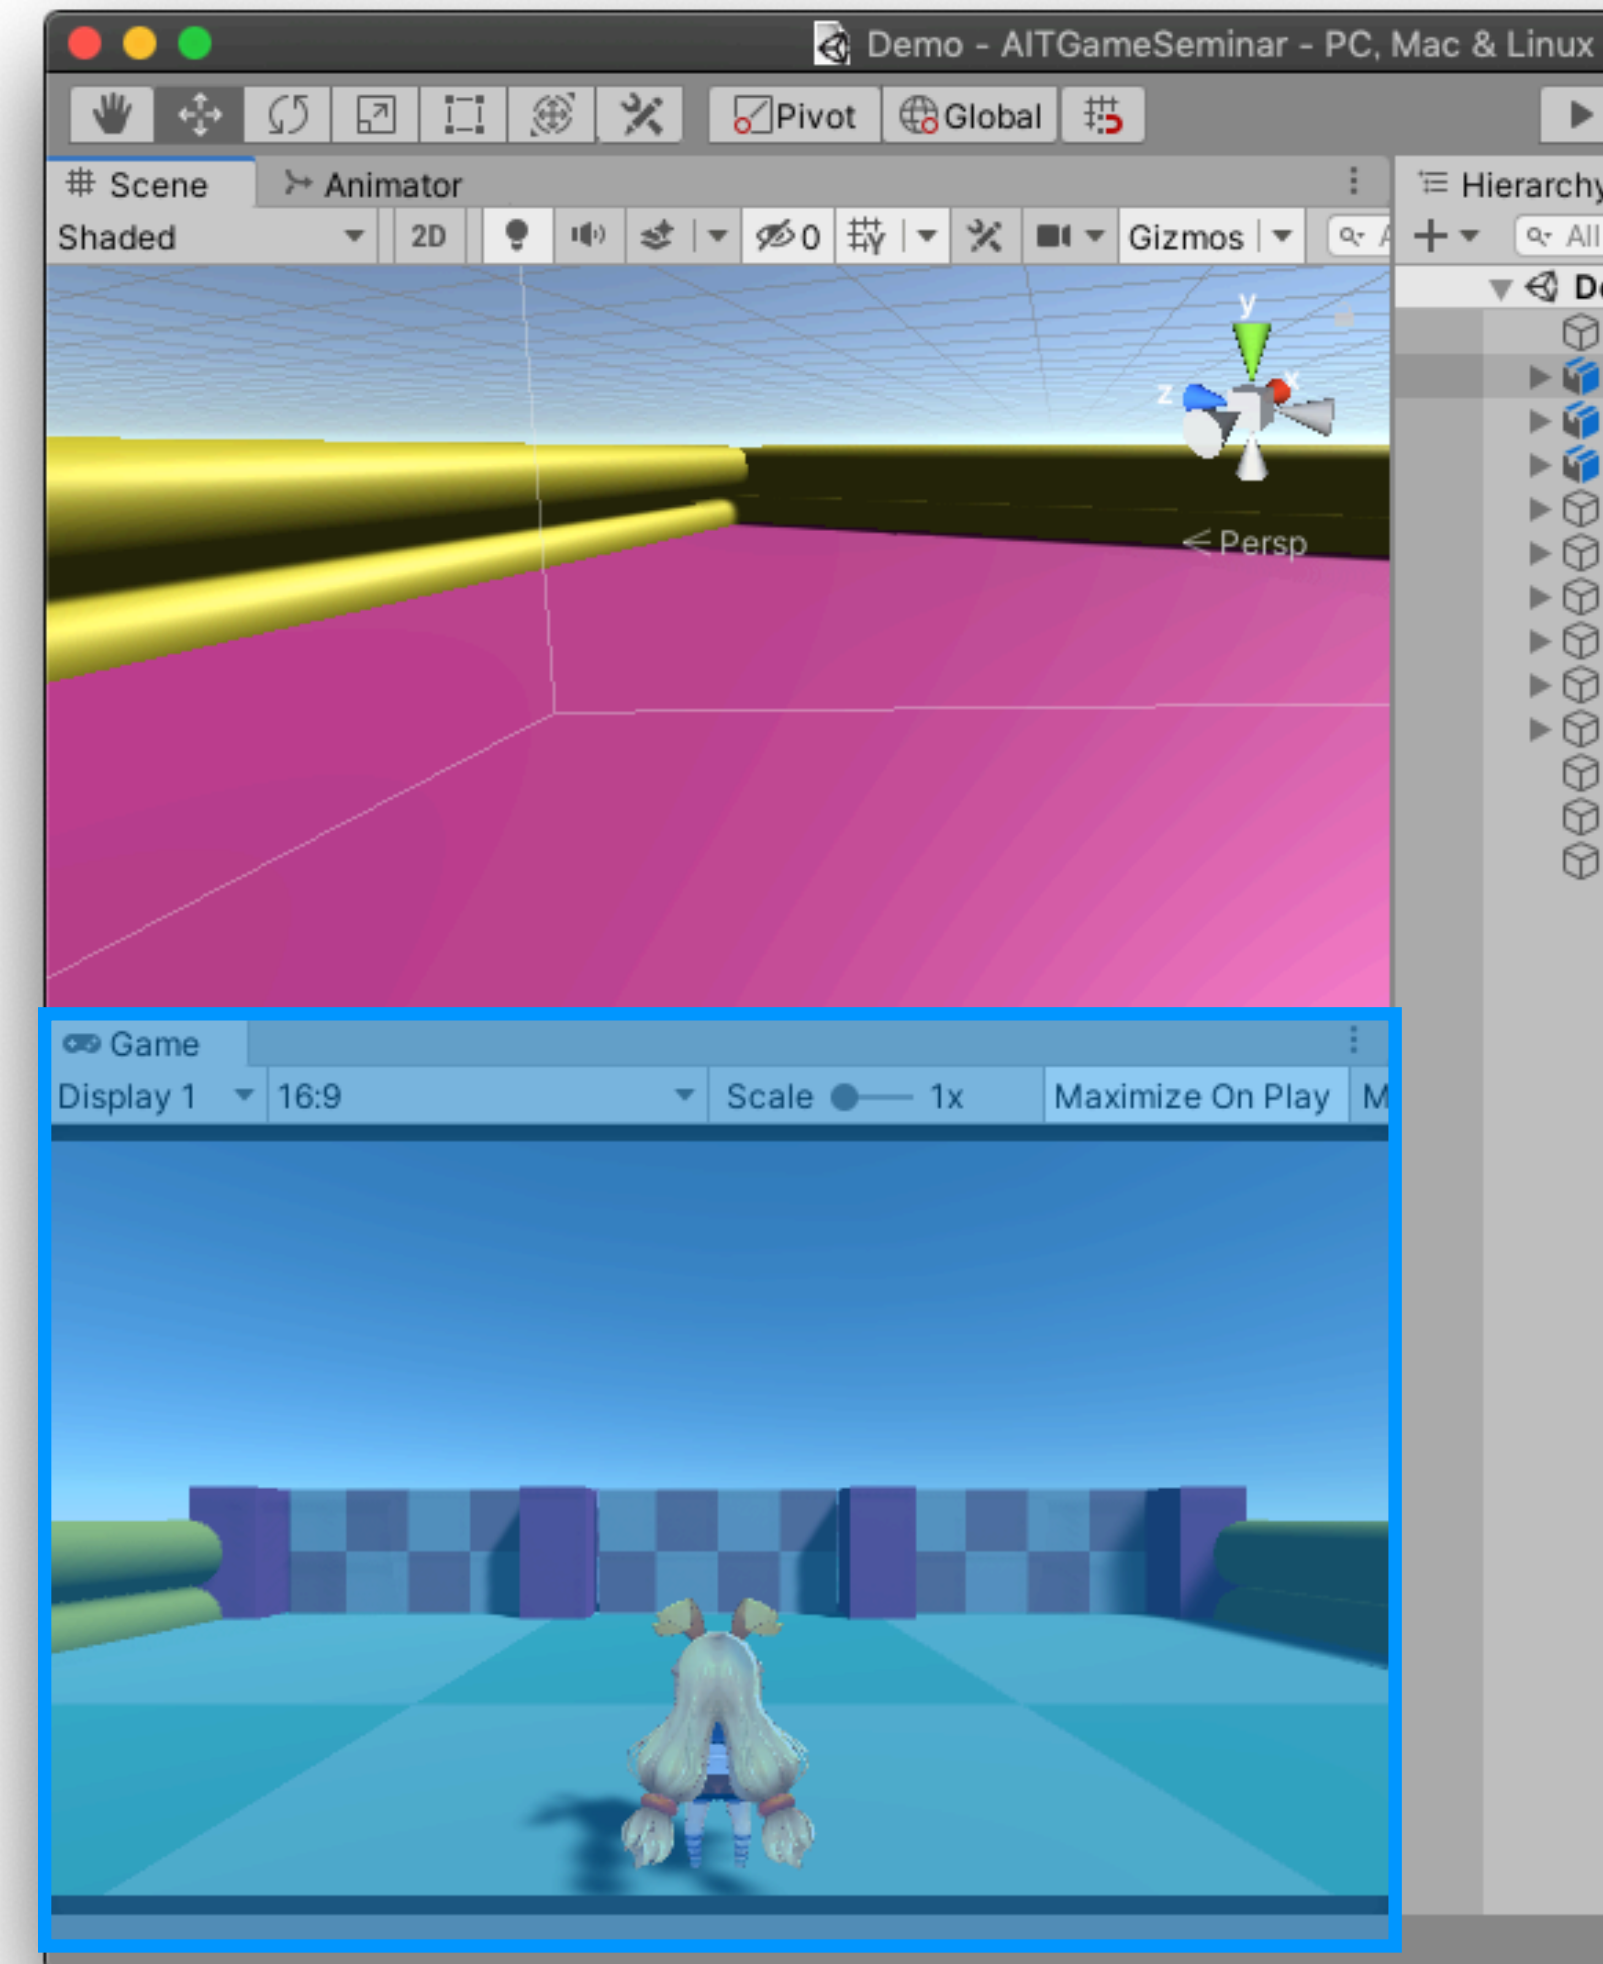 Demo - AITGameSeminar - PC, Mac & Linux
Pivot Global
Scene Animator
Hierarchy
Shaded 2D 0 Gizmos
All
y
x
z
Persp
Game
Display 1 16:9 Scale 1x Maximize On Play M